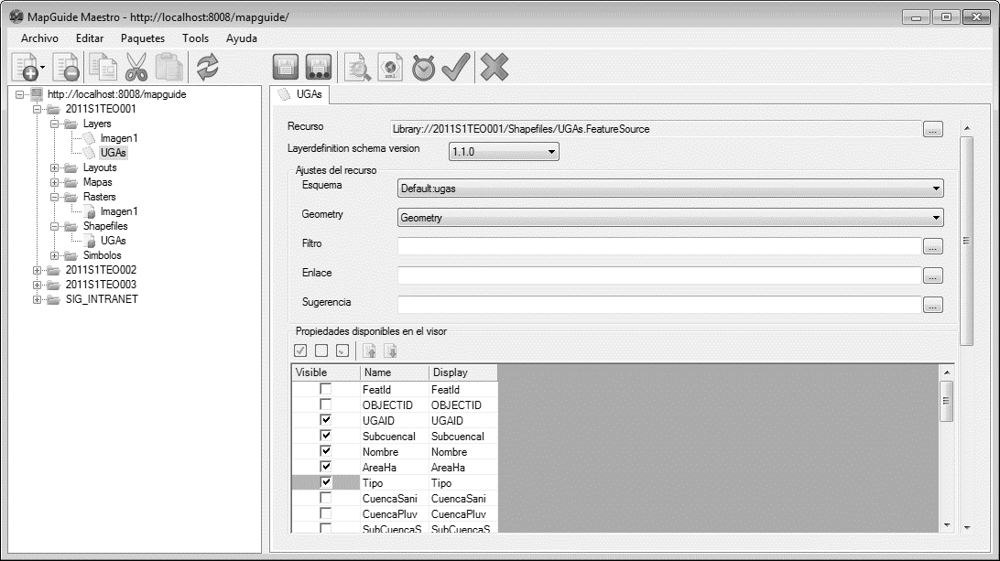 MapGuide Maestro - http://localhost:8008/mapguide/
Archivo Editar Paquetes Tools Ayuda
http://localhost:8008/mapguide
2011S1TEO001
Layers
Imagen1
UGAs
Layouts
Mapas
Rasters
Imagen1
Shapefiles
UGAs
Simbolos
2011S1TEO002
2011S1TEO003
SIG_INTRANET
UGAs
Recurso Library://2011S1TEO001/Shapefiles/UGAs.FeatureSource ...
Layerdefinition schema version 1.1.0
Ajustes del recurso
Esquema Default:ugas
Geometry Geometry
Filtro ...
Enlace ...
Sugerencia ...
Propiedades disponibles en el visor
Visible Name Display
FeatId FeatId
OBJECTID OBJECTID
UGAID UGAID
SubcuencaI SubcuencaI
Nombre Nombre
AreaHa AreaHa
Tipo Tipo
CuencaSani CuencaSani
CuencaPluv CuencaPluv
SubCuencaS SubCuencaS